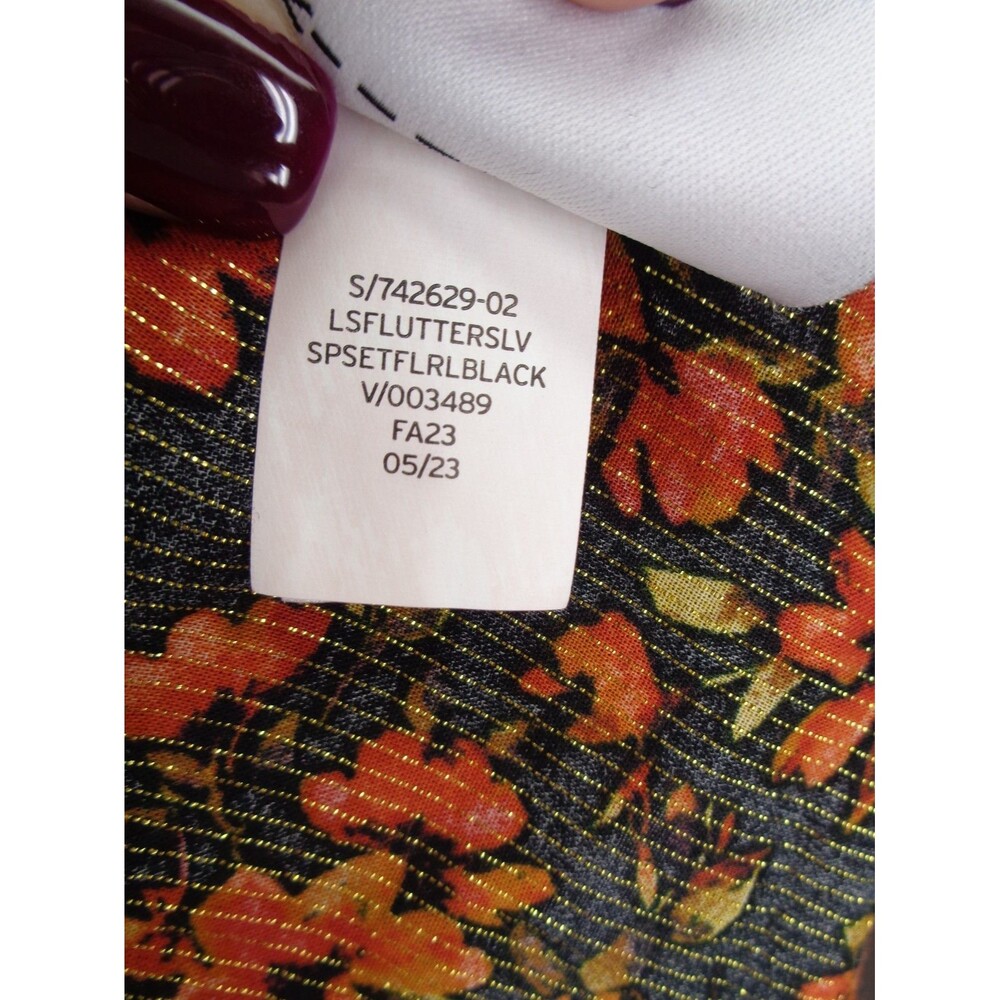 S/742629-02
LSFLUTTERSLV
SPSETFLRLBLACK
V/003489
FA23
05/23